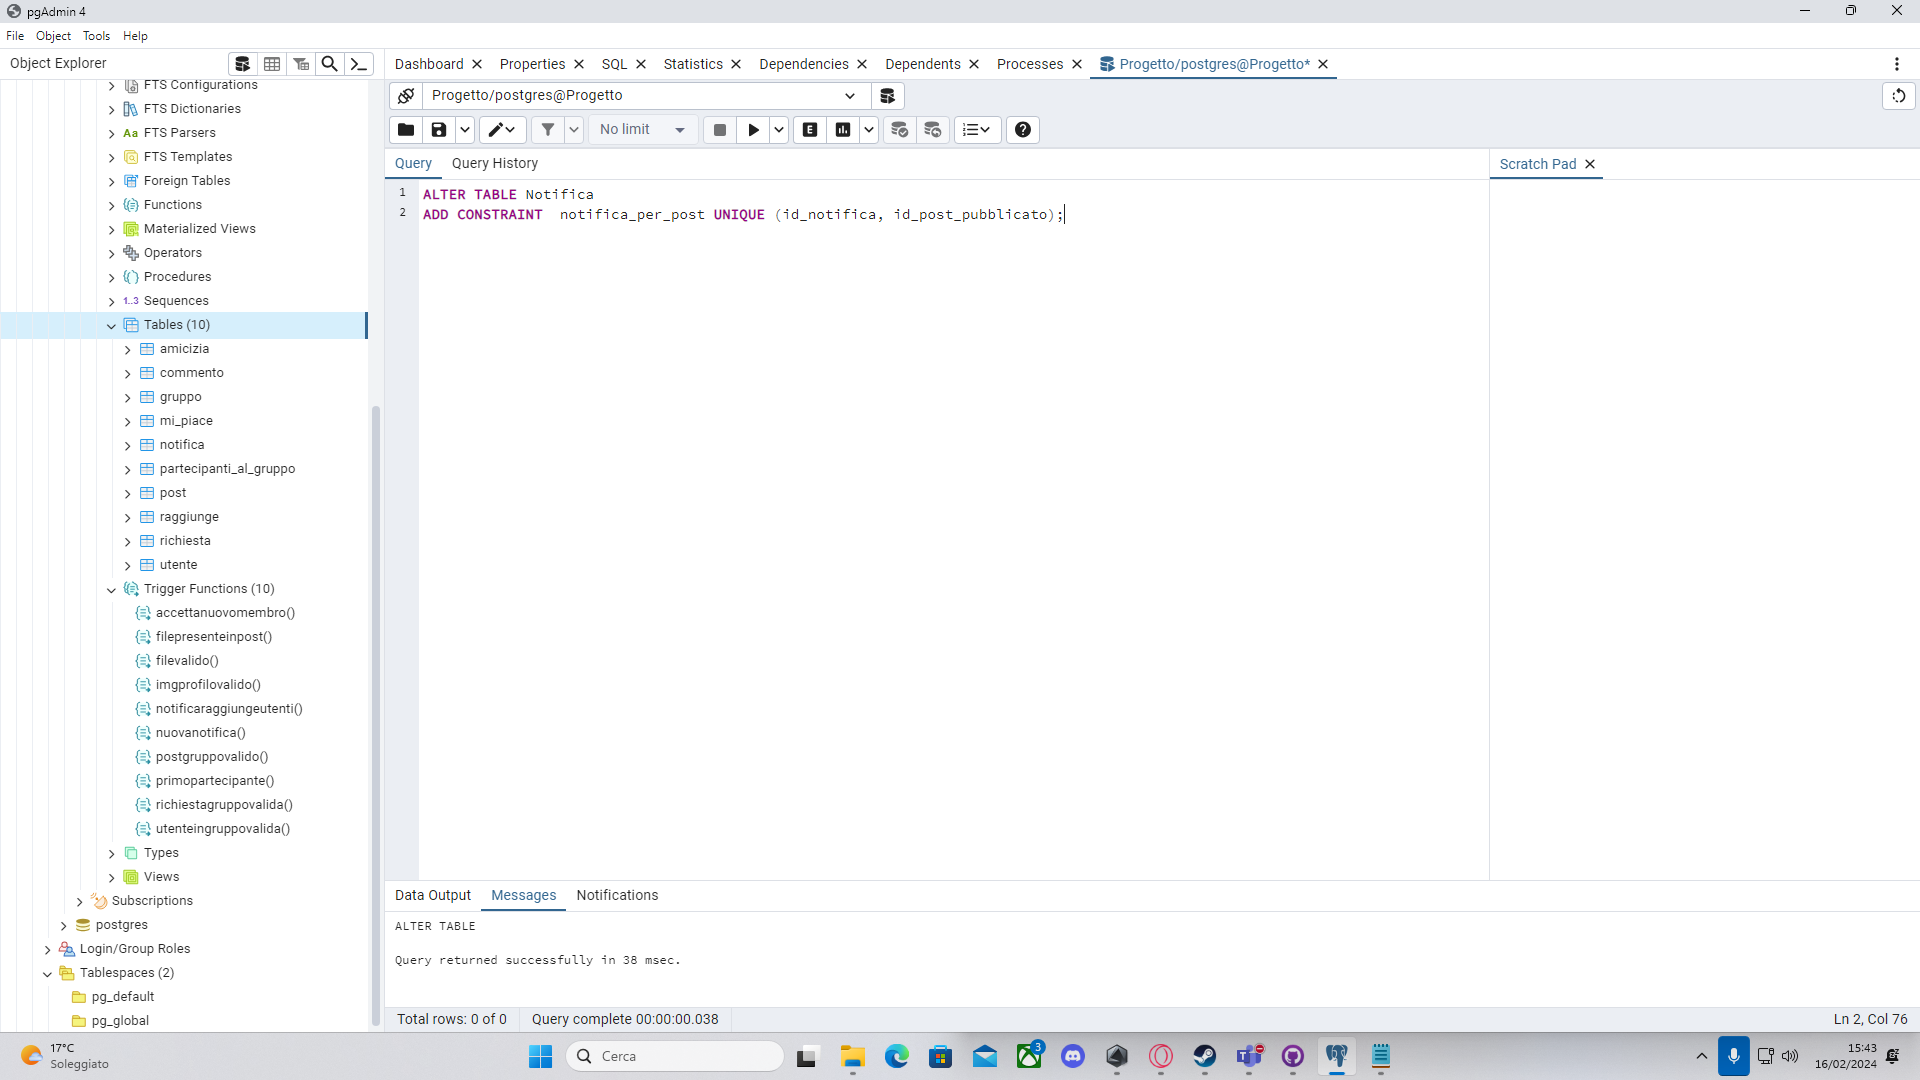 pgAdmin 4
File Object Tools Help
Object Explorer
FTS Configurations
FTS Dictionaries
Aa FTS Parsers
FTS Templates
Foreign Tables
Functions
Materialized Views
Operators
Procedures
1..3 Sequences
Tables (10)
amicizia
commento
gruppo
mi_piace
notifica
partecipanti_al_gruppo
post
raggiunge
richiesta
utente
Trigger Functions (10)
accettanuovomembro()
filepresenteinpost()
filevalido()
imgprofilovalido()
notificaraggiungeutenti()
nuovanotifica()
postgruppovalido()
primopartecipante()
richiestagruppovalida()
utenteingruppovalida()
Types
Views
Subscriptions
postgres
Login/Group Roles
Tablespaces (2)
pg_default
pg_global
Dashboard Properties SQL Statistics Dependencies Dependents Processes Progetto/postgres@Progetto*
Progetto/postgres@Progetto
No limit E
Query Query History
Scratch Pad
1 ALTER TABLE Notifica
2 ADD CONSTRAINT  notifica_per_post UNIQUE (id_notifica, id_post_pubblicato);
Data Output Messages Notifications
ALTER TABLE
Query returned successfully in 38 msec.
Total rows: 0 of 0 Query complete 00:00:00.038 Ln 2, Col 76
17°C
Soleggiato
Cerca
3
15:43
16/02/2024